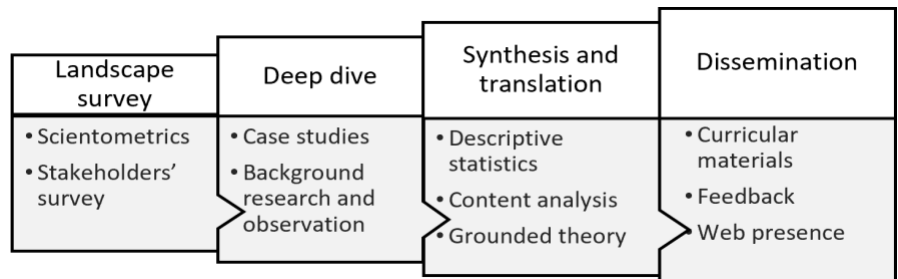 Landscape
survey
• Scientometrics
• Stakeholders’
survey
Deep dive
• Case studies
• Background
research and
observation
Synthesis and
translation
• Descriptive
statistics
• Content analysis
• Grounded theory
Dissemination
• Curricular
materials
• Feedback
• Web presence